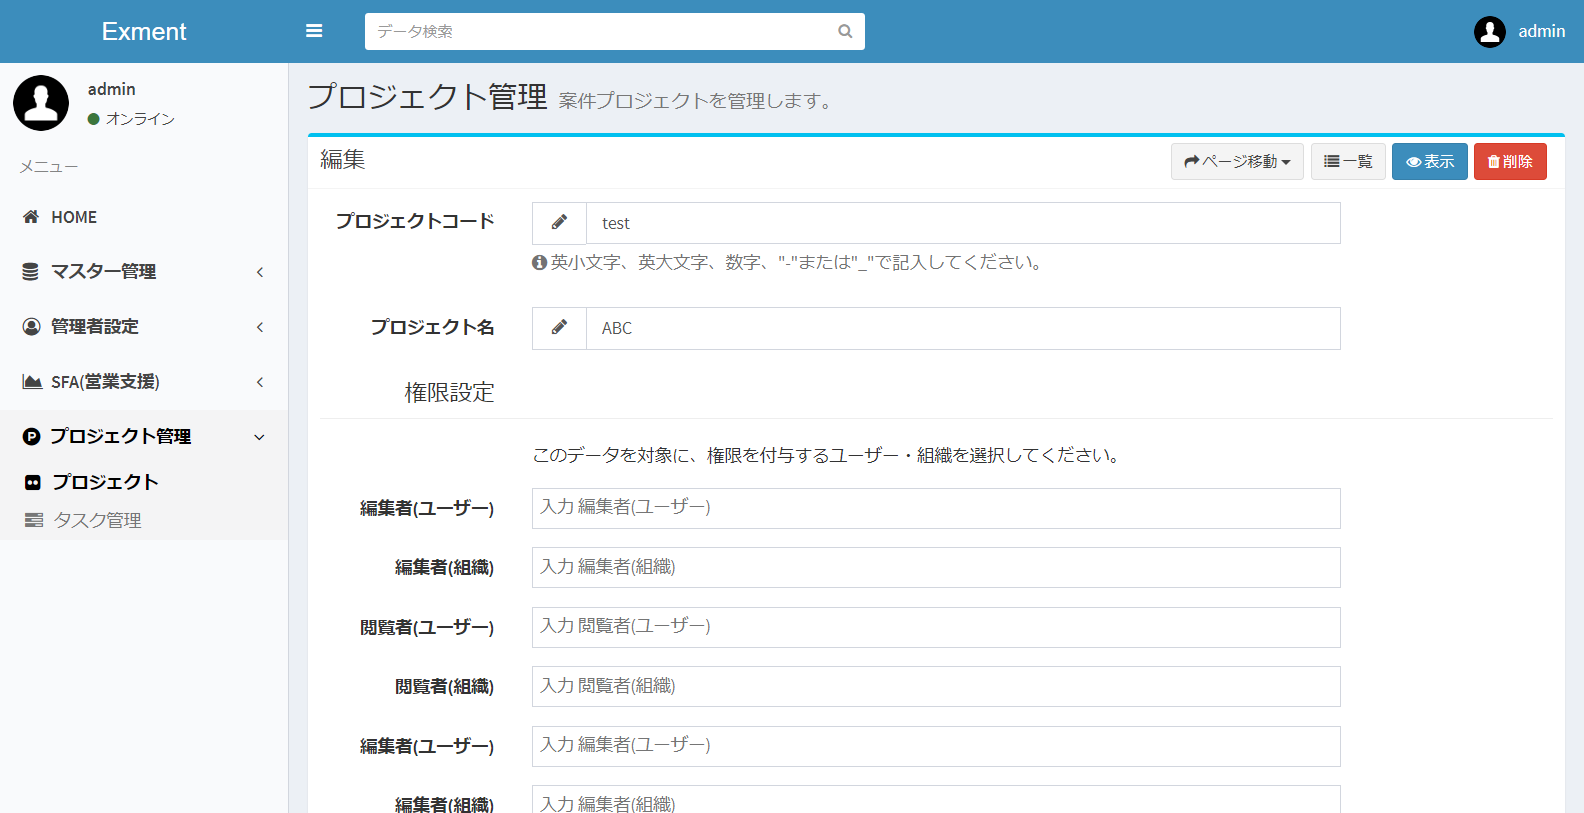 Exment
データ検索
admin
admin
オンライン
メニュー
HOME
マスター管理
管理者設定
SFA(営業支援)
プロジェクト管理
プロジェクト
タスク管理
プロジェクト管理 案件プロジェクトを管理します。
編集
ページ移動
一覧
表示
削除
プロジェクトコード
test
英小文字、英大文字、数字、"-"または"_"で記入してください。
プロジェクト名
ABC
権限設定
このデータを対象に、権限を付与するユーザー・組織を選択してください。
編集者(ユーザー)
入力 編集者(ユーザー)
編集者(組織)
入力 編集者(組織)
閲覧者(ユーザー)
入力 閲覧者(ユーザー)
閲覧者(組織)
入力 閲覧者(組織)
編集者(ユーザー)
入力 編集者(ユーザー)
編集者(組織)
入力 編集者(組織)